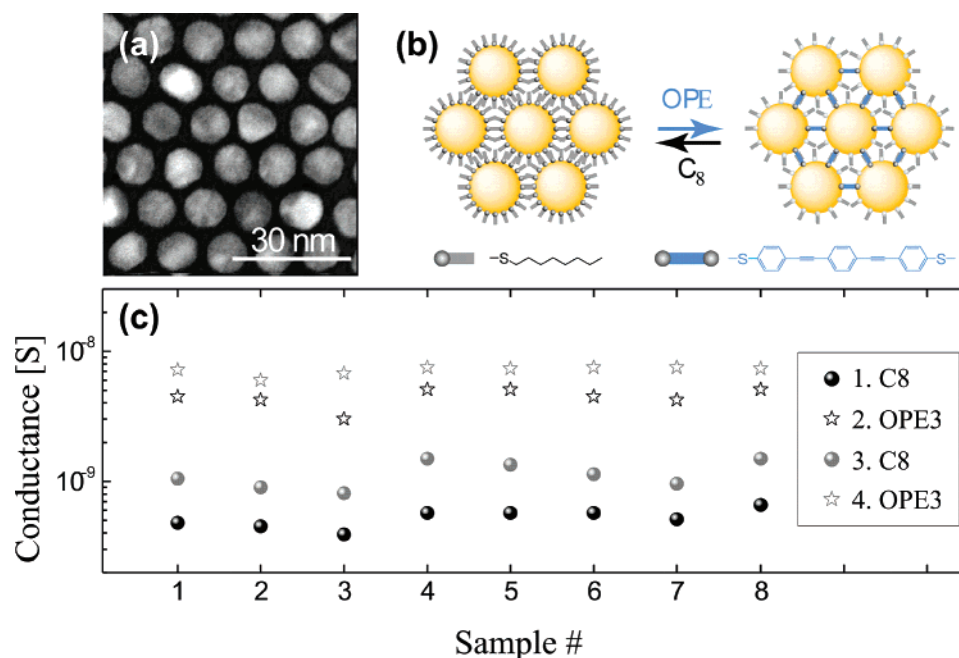 (a)
30 nm
(b)
OPE
C₈
S
S
S
(c)
Conductance [S]
10⁻⁸
10⁻⁹
1. C8
2. OPE3
3. C8
4. OPE3
1 2 3 4 5 6 7 8
Sample #